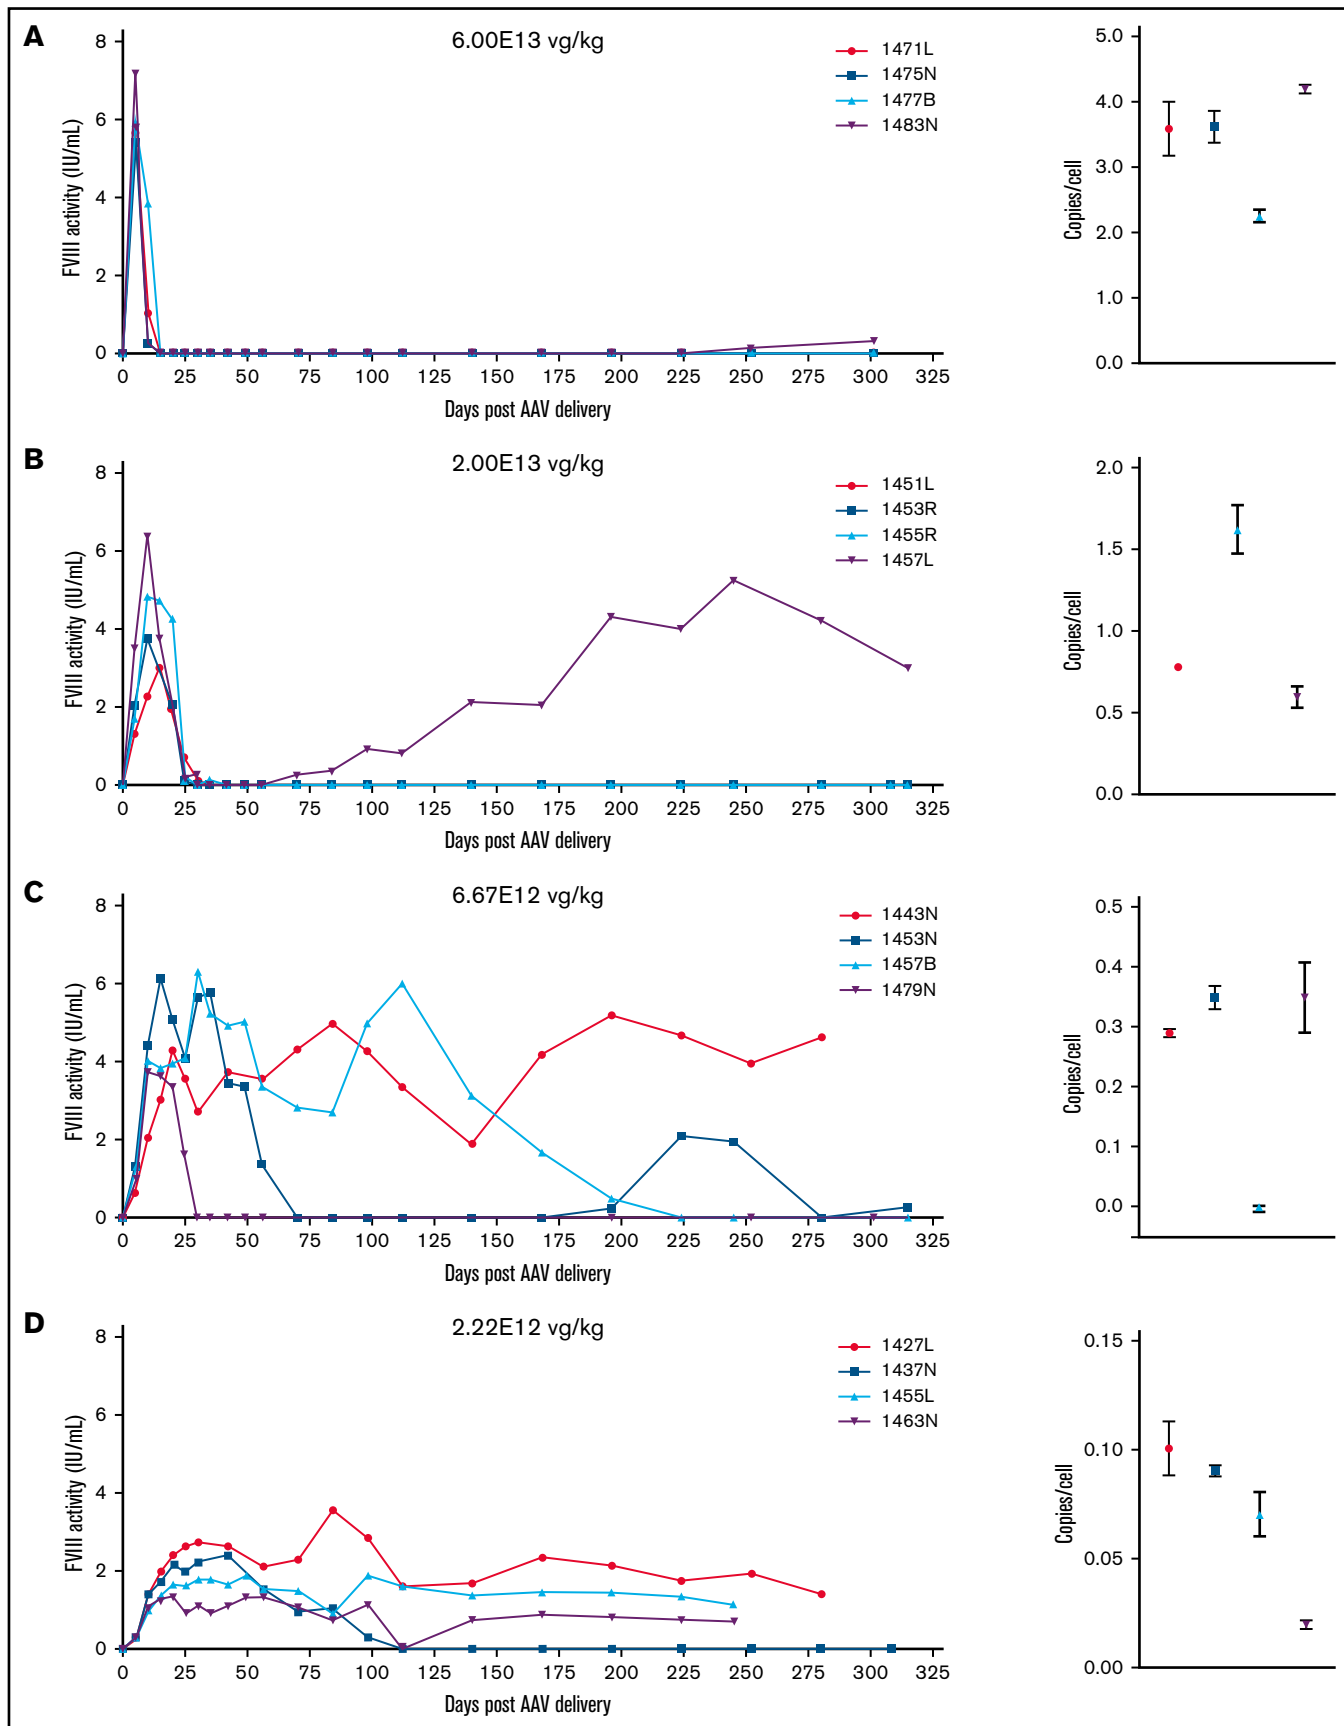 A
6.00E13 vg/kg
1471L
1475N
1477B
1483N
FVIII activity (IU/mL)
8
6
4
2
0
0 25 50 75 100 125 150 175 200 225 250 275 300 325
Days post AAV delivery
Copies/cell
5.0
4.0
3.0
2.0
1.0
0.0
B
2.00E13 vg/kg
1451L
1453R
1455R
1457L
FVIII activity (IU/mL)
8
6
4
2
0
0 25 50 75 100 125 150 175 200 225 250 275 300 325
Days post AAV delivery
Copies/cell
2.0
1.5
1.0
0.5
0.0
C
6.67E12 vg/kg
1443N
1453N
1457B
1479N
FVIII activity (IU/mL)
8
6
4
2
0
0 25 50 75 100 125 150 175 200 225 250 275 300 325
Days post AAV delivery
Copies/cell
0.5
0.4
0.3
0.2
0.1
0.0
D
2.22E12 vg/kg
1427L
1437N
1455L
1463N
FVIII activity (IU/mL)
8
6
4
2
0
0 25 50 75 100 125 150 175 200 225 250 275 300 325
Days post AAV delivery
Copies/cell
0.15
0.10
0.05
0.00